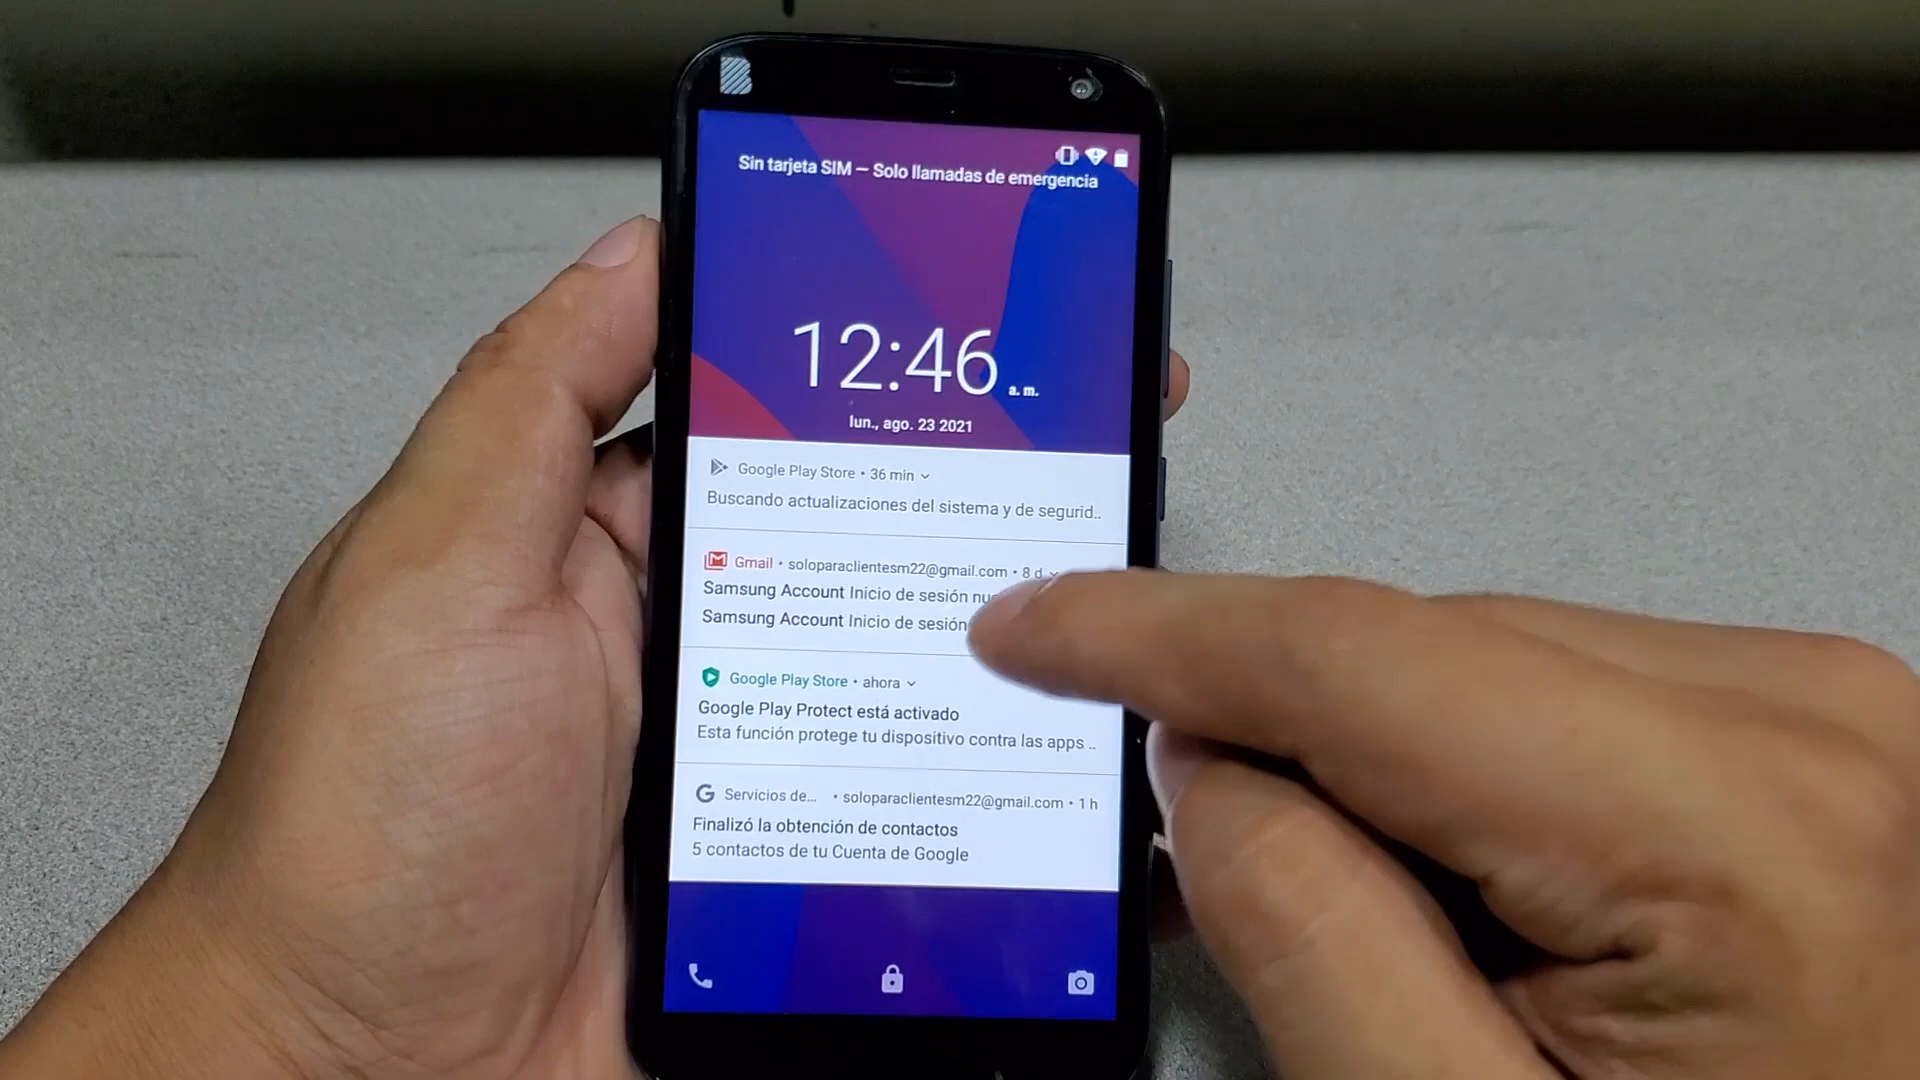 Sin tarjeta SIM — Solo llamadas de emergencia
12:46 a. m.
lun., ago. 23 2021
Google Play Store • 36 min
Buscando actualizaciones del sistema y de segurid..
Gmail • soloparaclientesm22@gmail.com • 8 d
Samsung Account Inicio de sesión
Samsung Account Inicio de sesión
Google Play Store • ahora
Google Play Protect está activado
Esta función protege tu dispositivo contra las apps ..
Servicios de... • soloparaclientesm22@gmail.com • 1 h
Finalizó la obtención de contactos
5 contactos de tu Cuenta de Google